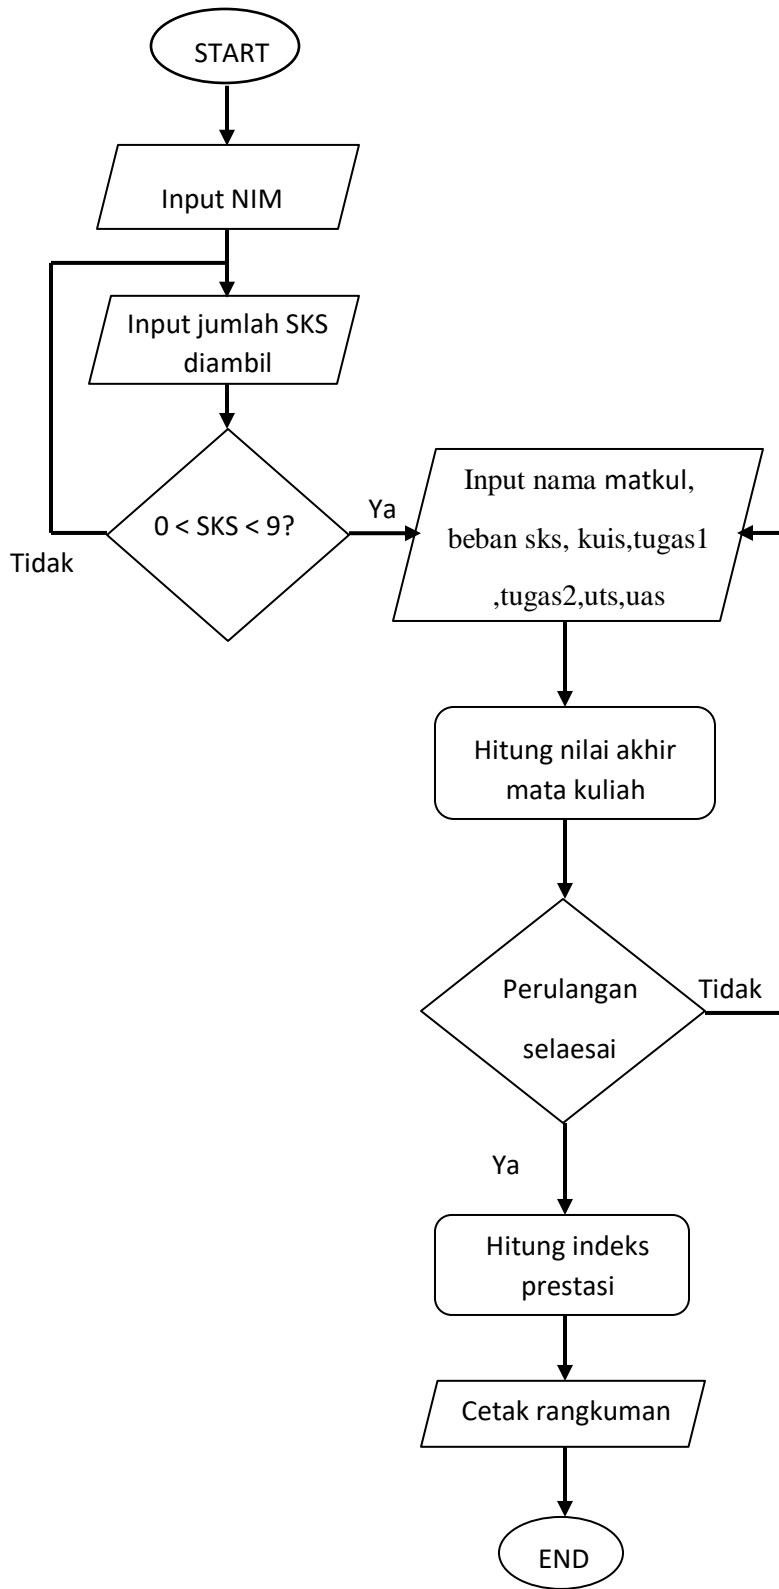 START
Input NIM
Input jumlah SKS
diambil
0 < SKS < 9?
Ya
Tidak
Input nama matkul,
beban sks, kuis,tugas1
,tugas2,uts,uas
Hitung nilai akhir
mata kuliah
Perulangan
selaesai
Tidak
Ya
Hitung indeks
prestasi
Cetak rangkuman
END